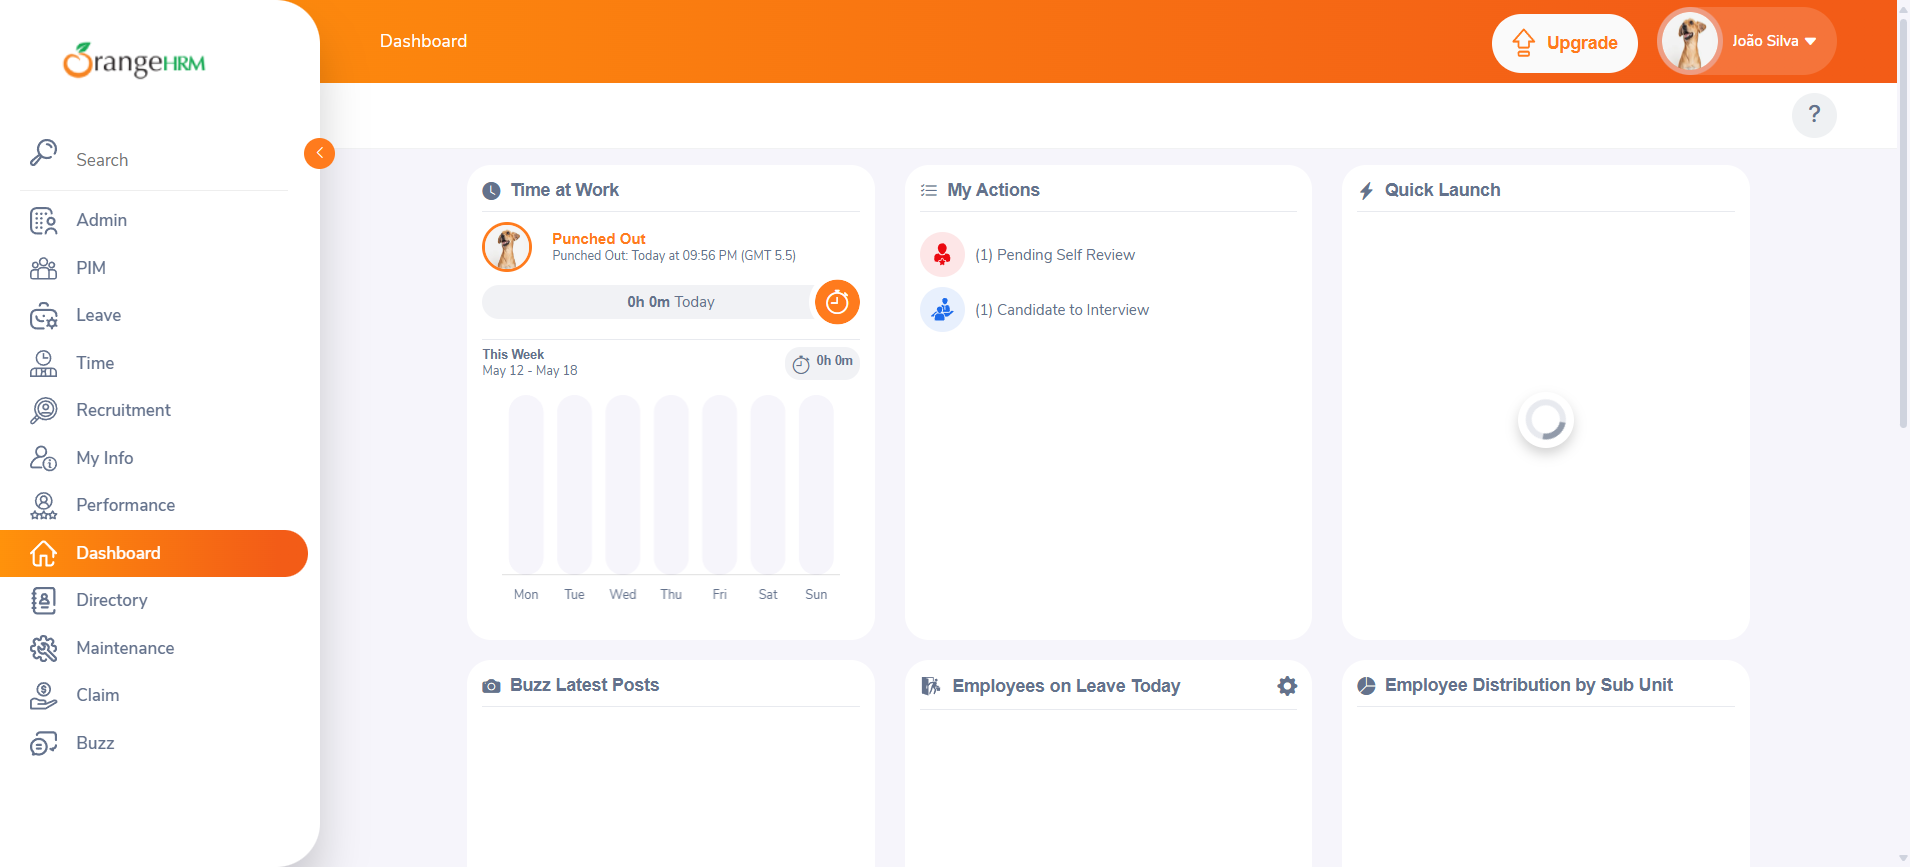 OrangeHRM
Dashboard
Upgrade
João Silva
?
Search
Admin
PIM
Leave
Time
Recruitment
My Info
Performance
Dashboard
Directory
Maintenance
Claim
Buzz
Time at Work
Punched Out
Punched Out: Today at 09:56 PM (GMT 5.5)
0h 0m Today
This Week
May 12 - May 18
0h 0m
Mon Tue Wed Thu Fri Sat Sun
My Actions
(1) Pending Self Review
(1) Candidate to Interview
Quick Launch
Buzz Latest Posts
Employees on Leave Today
Employee Distribution by Sub Unit